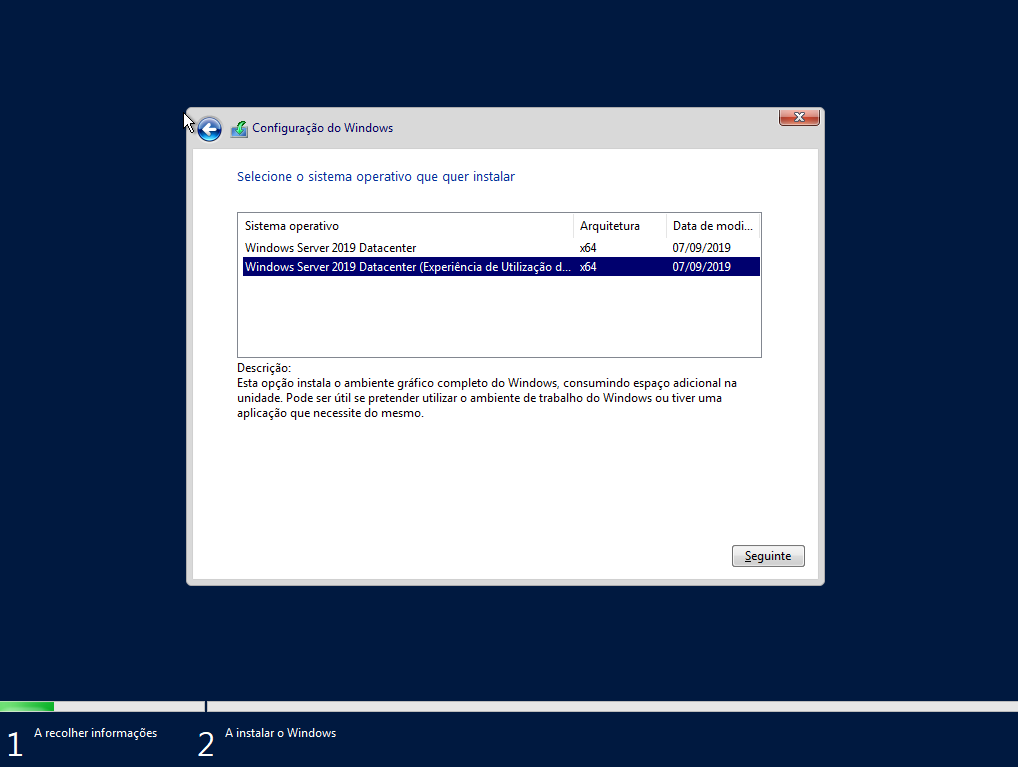 Configuração do Windows
Selecione o sistema operativo que quer instalar
Sistema operativo Arquitetura Data de modi...
Windows Server 2019 Datacenter x64 07/09/2019
Windows Server 2019 Datacenter (Experiência de Utilização d... x64 07/09/2019
Descrição:
Esta opção instala o ambiente gráfico completo do Windows, consumindo espaço adicional na
unidade. Pode ser útil se pretender utilizar o ambiente de trabalho do Windows ou tiver uma
aplicação que necessite do mesmo.
Seguinte
1 A recolher informações 2 A instalar o Windows